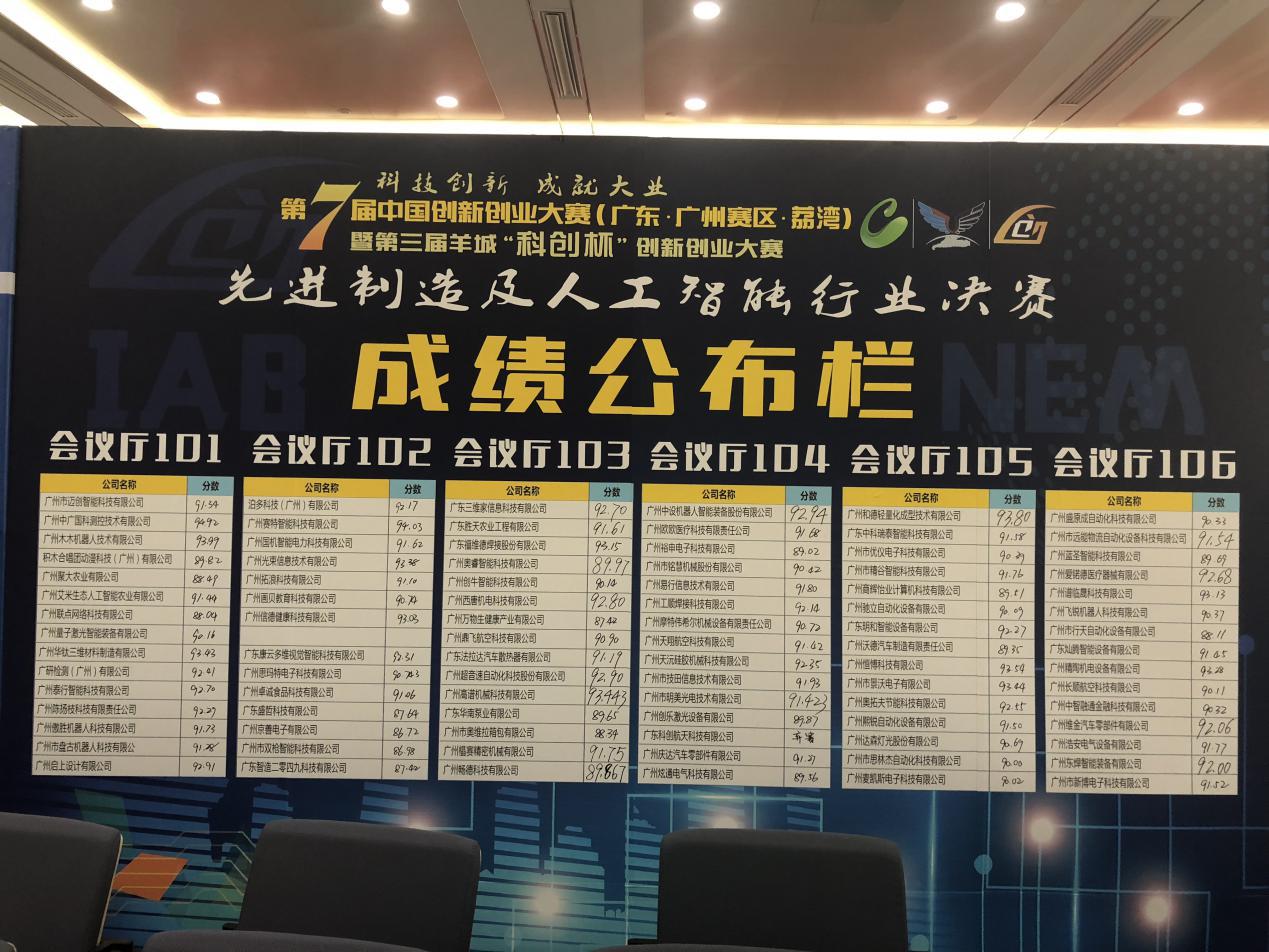 科技创新 成就大业
第7届中国创新创业大赛(广东·广州赛区·荔湾)
暨第三届羊城“科创杯”创新创业大赛
先进制造及人工智能行业决赛
IAB
NEM
成绩公布栏
会议厅101
公司名称 分数
广州市迈创智能科技有限公司 91.54
广州中广国科测控技术有限公司
广州木木机器人技术有限公司 93.99
积木合唱团动漫科技(广州)有限公司 89.82
广州聚大农业有限公司 88.49
广州艾米生态人工智能农业有限公司 91.44
广州联点网络科技有限公司 88.04
广州量子激光智能装备有限公司 90.16
广州华钛三维材料制造有限公司
广研检测(广州)有限公司
广州泰行智能科技有限公司 92.70
广州陈扬枝科技有限责任公司
广州傲胜机器人科技有限公司 91.73
广州市盘古机器人科技有限公
广州启上设计有限公司 92.91
会议厅102
公司名称 分数
泊多科技(广州)有限公司 92.17
广州赛特智能科技有限公司 94.03
广州国机智能电力科技有限公司 91.62
广州光束信息技术有限公司
广州拓浪科技有限公司 91.10
广州画贝教育科技有限公司 90.74
广州信德健康科技有限公司
广东康云多维视觉智能科技有限公司 92.31
广州思玛特电子科技有限公司
广州卓诚食品科技有限公司 91.06
广东盛哲科技有限公司 87.64
广州京善电子有限公司 86.72
广州市双枪智能科技有限公司 86.98
广东智造二零四九科技有限公司 87.42
会议厅103
公司名称 分数
广东三维家信息科技有限公司 92.70
广东胜天农业工程有限公司 91.61
广东福维德焊接股份有限公司 93.15
广州奥睿智能科技有限公司 89.97
广州创牛智能科技有限公司 90.14
广州西唐机电科技有限公司 92.80
广州万物生健康产业有限公司 87.42
广州鼎飞航空科技有限公司 90.90
广东法拉达汽车散热器有限公司 91.19
广州超音速自动化科技股份有限公司 92.90
广州高谱机械科技有限公司 93.443
广东华南泵业有限公司 89.65
广州市奥维拉箱包有限公司 88.34
广州福赛精密机械有限公司 91.75
广州畅德科技有限公司 89.867
会议厅104
公司名称 分数
广州中设机器人智能装备股份有限公司 92.94
广州欧欧医疗科技有限责任公司 91.68
广州裕申电子科技有限公司 89.02
广州市铭慧机械股份有限公司 90.42
广州易行信息技术有限公司 91.80
广州工顺焊接科技有限公司 92.14
广州摩特伟希尔机械设备有限责任公司 90.72
广州天翔航空科技有限公司 91.42
广州天沅硅胶机械科技有限公司 92.35
广州市技田信息技术有限公司 91.93
广州市明美光电技术有限公司 91.423
广州创乐激光设备有限公司 89.87
广东科创航天科技有限公司 弃赛
广州庆达汽车零部件有限公司 91.27
广州炫通电气科技有限公司 89.36
会议厅105
公司名称 分数
广州和德轻量化成型技术有限公司 93.80
广东中科瑞泰智能科技有限公司 91.58
广州市优仪电子科技有限公司
广州市穗谷智能科技有限公司 91.76
广州商辉怡业计算机科技有限公司 89.51
广州驰立自动化设备有限公司 90.09
广东明和智能设备有限公司 92.27
广州沃德汽车制造有限责任公司 89.35
广州恒博科技有限公司 93.54
广州市景沃电子有限公司 93.44
广州奥拓夫节能科技有限公司 92.55
广州熙锐自动化设备有限公司 91.50
广州达森灯光股份有限公司 90.69
广州市思林杰自动化科技有限公司 90.00
广州麦凯斯电子科技有限公司 90.02
会议厅106
公司名称 分数
广州盛原成自动化科技有限公司 90.33
广州市远能物流自动化设备科技有限公司 91.54
广州蓝圣智能科技有限公司 89.69
广州爱诺德医疗器械有限公司 92.68
广州谱临晟科技有限公司 93.13
广州飞锐机器人科技有限公司 90.37
广州市行天自动化设备有限公司 88.11
广东灿腾智能设备有限公司 91.45
广州精陶机电设备有限公司 93.28
广州长顺航空科技有限公司 90.11
广州中智融通金融科技有限公司 90.32
广州维金汽车零部件有限公司 92.06
广州浩安电气设备有限公司 91.77
广州东焊智能装备有限公司 92.00
广州市新博电子科技有限公司 91.52